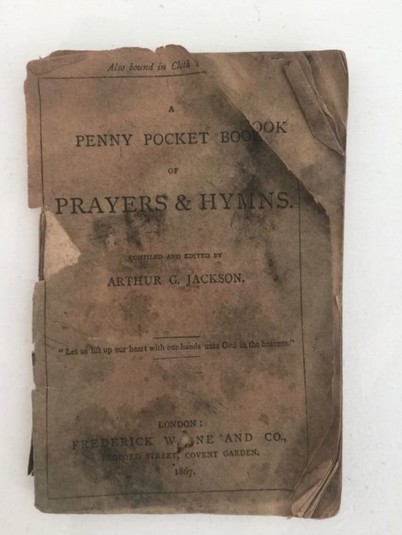 Also bound in Cloth
A
PENNY POCKET BOOK
OOK
OF
PRAYERS & HYMNS.
COMPILED AND EDITED BY
ARTHUR G. JACKSON.
"Let us lift up our heart with our hands unto God in the heavens."
LONDON:
FREDERICK W NE AND CO.,
BEDFORD STREET, COVENT GARDEN.
1867.